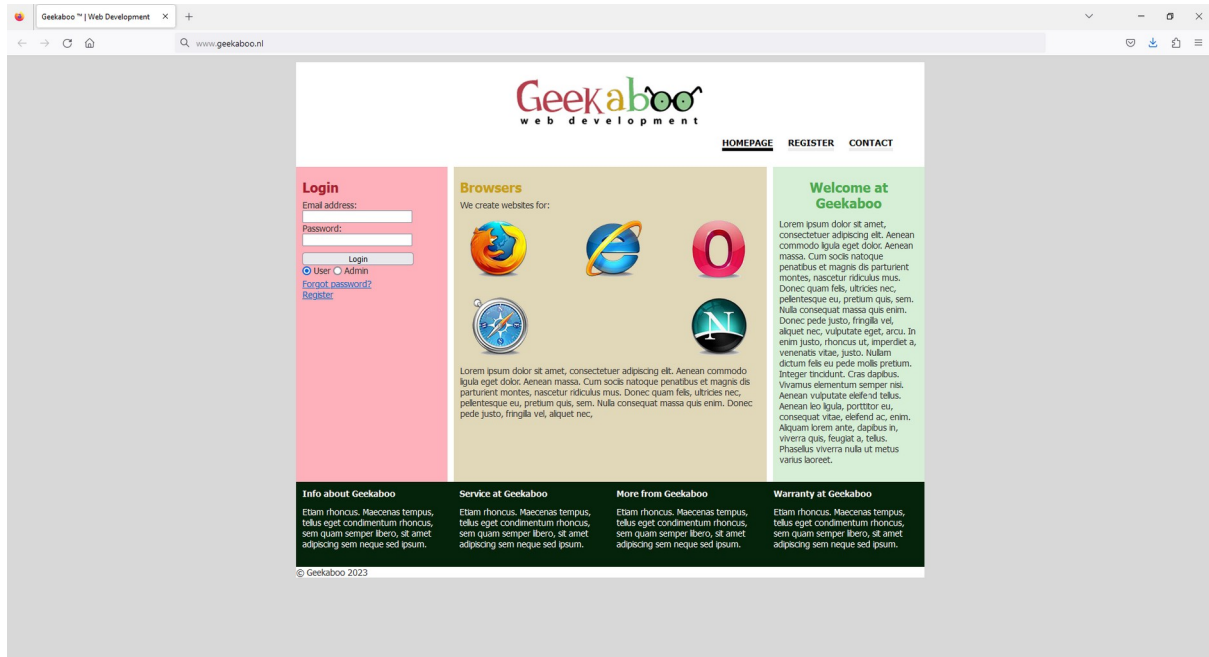 Geekaboo ™ | Web Development
www.geekaboo.nl
Geekaboo
web development
HOMEPAGE REGISTER CONTACT
Login
Email address:
Password:
Login
User Admin
Forgot password?
Register
Browsers
We create websites for:
N
Lorem ipsum dolor sit amet, consectetuer adipiscing elit. Aenean commodo
ligula eget dolor. Aenean massa. Cum sociis natoque penatibus et magnis dis
parturient montes, nascetur ridiculus mus. Donec quam felis, ultricies nec,
pellentesque eu, pretium quis, sem. Nulla consequat massa quis enim. Donec
pede justo, fringilla vel, aliquet nec,
Welcome at
Geekaboo
Lorem ipsum dolor sit amet,
consectetuer adipiscing elit. Aenean
commodo ligula eget dolor. Aenean
massa. Cum sociis natoque
penatibus et magnis dis parturient
montes, nascetur ridiculus mus.
Donec quam felis, ultricies nec,
pellentesque eu, pretium quis, sem.
Nulla consequat massa quis enim.
Donec pede justo, fringilla vel,
aliquet nec, vulputate eget, arcu. In
enim justo, rhoncus ut, imperdiet a,
venenatis vitae, justo. Nullam
dictum felis eu pede mollis pretium.
Integer tincidunt. Cras dapibus.
Vivamus elementum semper nisi.
Aenean vulputate eleifend tellus.
Aenean leo ligula, porttitor eu,
consequat vitae, eleifend ac, enim.
Aliquam lorem ante, dapibus in,
viverra quis, feugiat a, tellus.
Phasellus viverra nulla ut metus
varius laoreet.
Info about Geekaboo
Etiam rhoncus. Maecenas tempus,
tellus eget condimentum rhoncus,
sem quam semper libero, sit amet
adipiscing sem neque sed ipsum.
Service at Geekaboo
Etiam rhoncus. Maecenas tempus,
tellus eget condimentum rhoncus,
sem quam semper libero, sit amet
adipiscing sem neque sed ipsum.
More from Geekaboo
Etiam rhoncus. Maecenas tempus,
tellus eget condimentum rhoncus,
sem quam semper libero, sit amet
adipiscing sem neque sed ipsum.
Warranty at Geekaboo
Etiam rhoncus. Maecenas tempus,
tellus eget condimentum rhoncus,
sem quam semper libero, sit amet
adipiscing sem neque sed ipsum.
© Geekaboo 2023